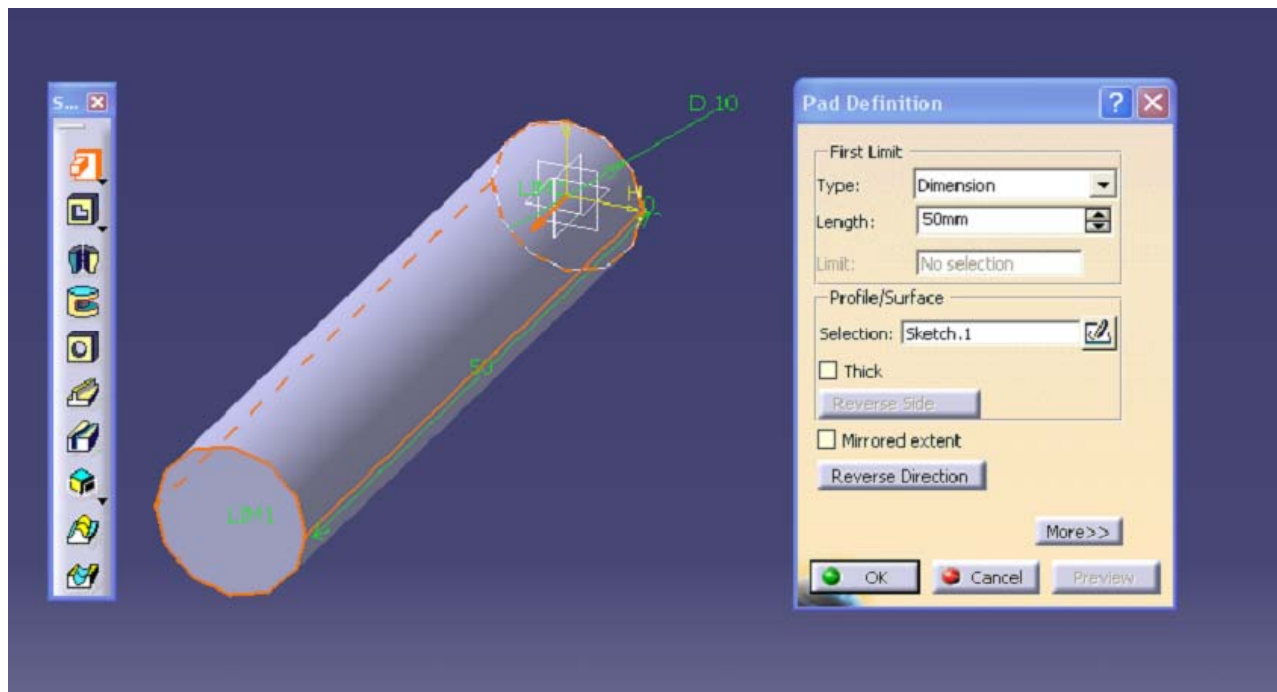 S...
D 10
LIM1
H
50
Pad Definition
First Limit
Type: Dimension
Length: 50mm
Limit: No selection
Profile/Surface
Selection: Sketch.1
Thick
Reverse Side
Mirrored extent
Reverse Direction
More>>
OK Cancel Preview